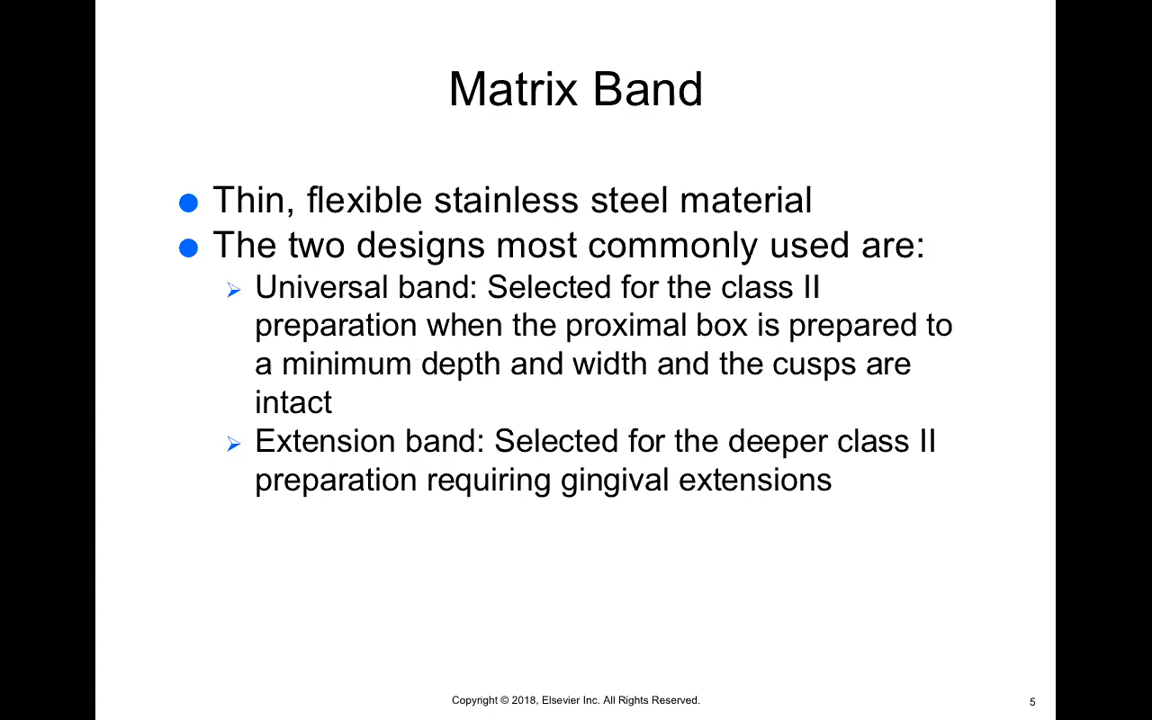 Matrix Band
Thin, flexible stainless steel material
The two designs most commonly used are:
Universal band: Selected for the class II
preparation when the proximal box is prepared to
a minimum depth and width and the cusps are
intact
Extension band: Selected for the deeper class II
preparation requiring gingival extensions
Copyright © 2018, Elsevier Inc. All Rights Reserved.
5